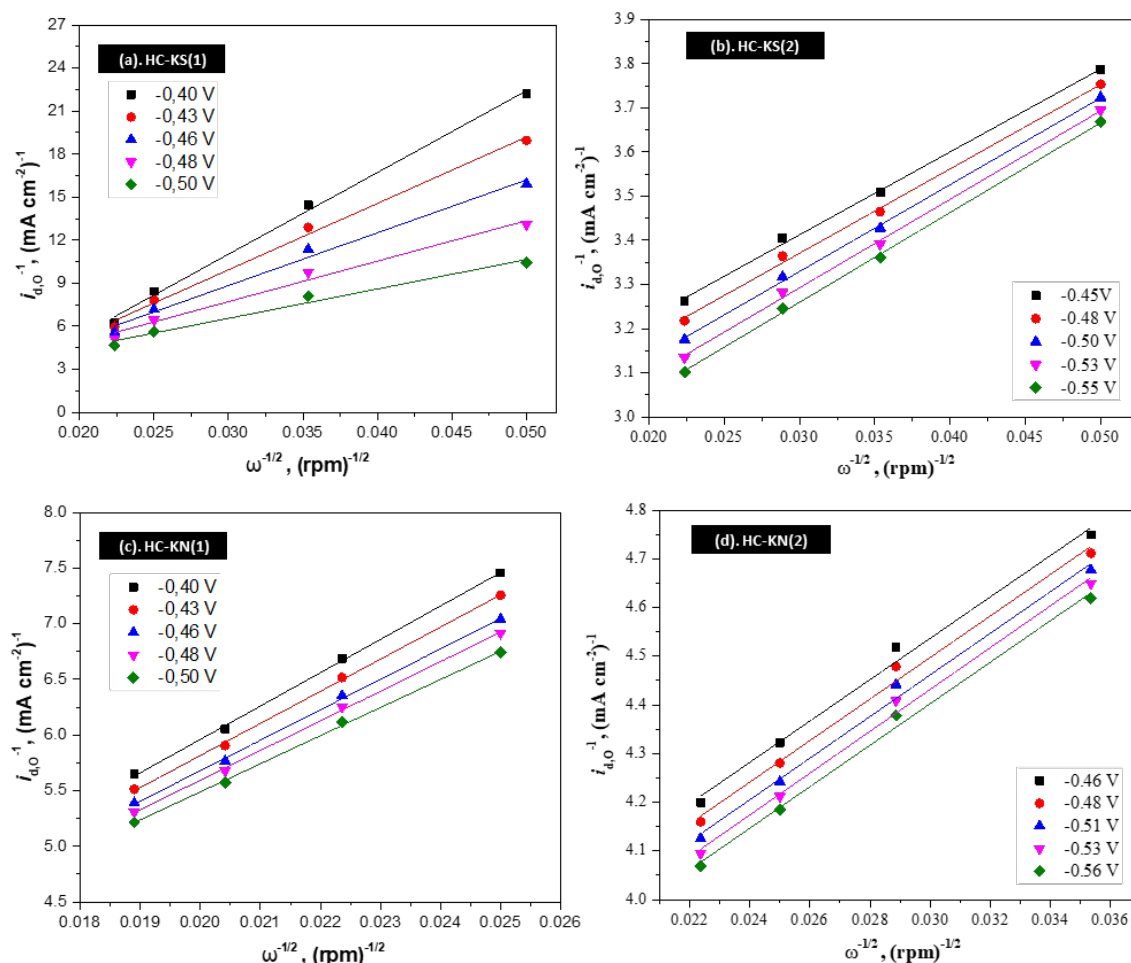 (a). HC-KS(1)
-0,40 V
-0,43 V
-0,46 V
-0,48 V
-0,50 V
27
24
21
18
15
12
9
6
3
0
i_d,O^-1, (mA cm^-2)^-1
0.020 0.025 0.030 0.035 0.040 0.045 0.050
ω^-1/2, (rpm)^-1/2
(b). HC-KS(2)
3.9
3.8
3.7
3.6
3.5
3.4
3.3
3.2
3.1
3.0
i_d,O^-1, (mA cm^-2)^-1
-0.45V
-0.48 V
-0.50 V
-0.53 V
-0.55 V
0.020 0.025 0.030 0.035 0.040 0.045 0.050
ω^-1/2, (rpm)^-1/2
(c). HC-KN(1)
-0,40 V
-0,43 V
-0,46 V
-0,48 V
-0,50 V
8.0
7.5
7.0
6.5
6.0
5.5
5.0
4.5
i_d,O^-1, (mA cm^-2)^-1
0.018 0.019 0.020 0.021 0.022 0.023 0.024 0.025 0.026
ω^-1/2, (rpm)^-1/2
(d). HC-KN(2)
4.8
4.7
4.6
4.5
4.4
4.3
4.2
4.1
4.0
i_d,O^-1, (mA cm^-2)^-1
-0.46 V
-0.48 V
-0.51 V
-0.53 V
-0.56 V
0.022 0.024 0.026 0.028 0.030 0.032 0.034 0.036
ω^-1/2, (rpm)^-1/2